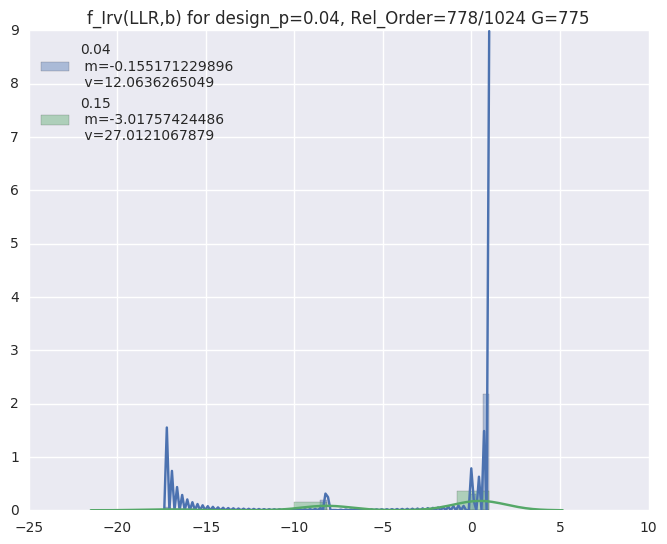 f_Irv(LLR,b) for design_p=0.04, Rel_Order=778/1024 G=775
0.04
m=-0.155171229896
v=12.0636265049
0.15
m=-3.01757424486
v=27.0121067879
9
8
7
6
5
4
3
2
1
0
−25 −20 −15 −10 −5 0 5 10